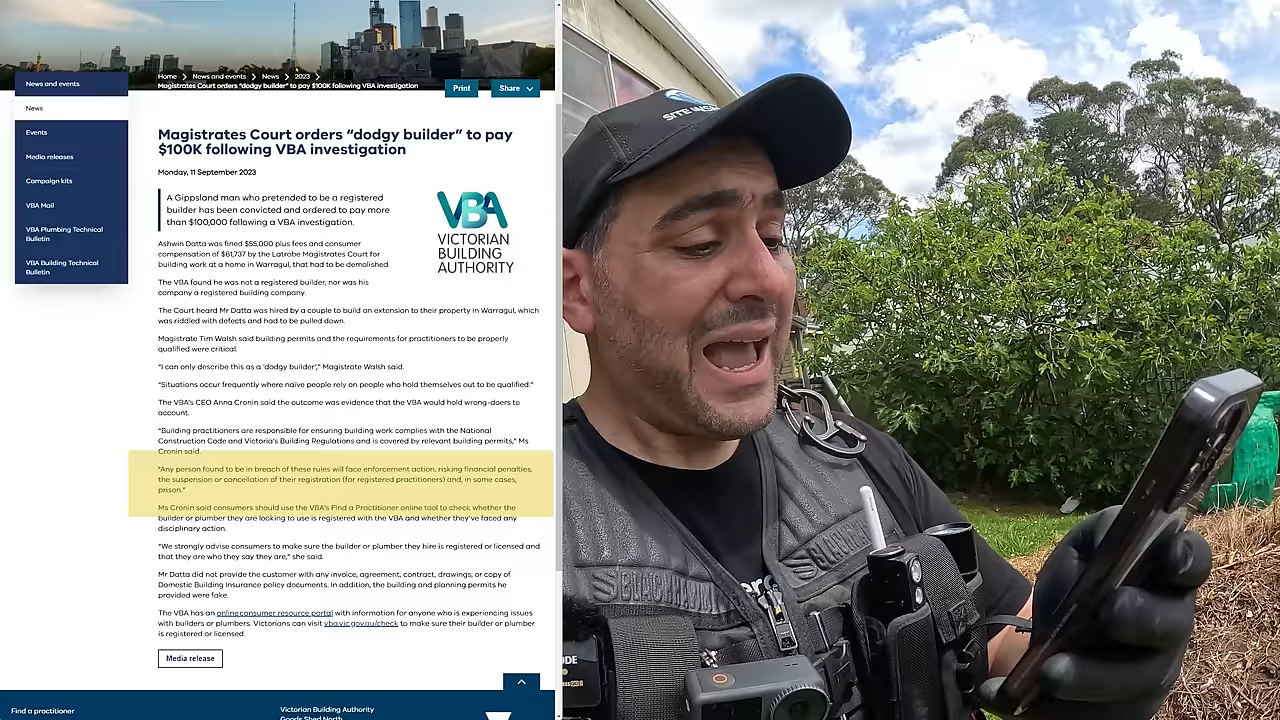 Home > News and events > News > 2023 >
Magistrates Court orders “dodgy builder” to pay $100K following VBA investigation
Print
Share
News and events
News
Events
Media releases
Campaign kits
VBA Mail
VBA Plumbing Technical
Bulletin
VBA Building Technical
Bulletin
Magistrates Court orders “dodgy builder” to pay
$100K following VBA investigation
Monday, 11 September 2023
A Gippsland man who pretended to be a registered
builder has been convicted and ordered to pay more
than $100,000 following a VBA investigation.
VBA
VICTORIAN
BUILDING
AUTHORITY
Ashwin Datta was fined $55,000 plus fees and consumer
compensation of $61,737 by the Latrobe Magistrates Court for
building work at a home in Warragul, that had to be demolished.
The VBA found he was not a registered builder, nor was his
company a registered building company.
The Court heard Mr Datta was hired by a couple to build an extension to their property in Warragul, which
was riddled with defects and had to be pulled down.
Magistrate Tim Walsh said building permits and the requirements for practitioners to be properly
qualified were critical.
“I can only describe this as a ‘dodgy builder’,” Magistrate Walsh said.
“Situations occur frequently where naïve people rely on people who hold themselves out to be qualified.”
The VBA’s CEO Anna Cronin said the outcome was evidence that the VBA would hold wrong-doers to
account.
“Building practitioners are responsible for ensuring building work complies with the National
Construction Code and Victoria’s Building Regulations and is covered by relevant building permits,” Ms
Cronin said.
“Any person found to be in breach of these rules will face enforcement action, risking financial penalties,
the suspension or cancellation of their registration (for registered practitioners) and, in some cases,
prison.”
Ms Cronin said consumers should use the VBA’s Find a Practitioner online tool to check whether the
builder or plumber they are looking to use is registered with the VBA and whether they’ve faced any
disciplinary action.
“We strongly advise consumers to make sure the builder or plumber they hire is registered or licensed and
that they are who they say they are,” she said.
Mr Datta did not provide the customer with any invoice, agreement, contract, drawings, or copy of
Domestic Building Insurance policy documents. In addition, the building and planning permits he
provided were fake.
The VBA has an online consumer resource portal with information for anyone who is experiencing issues
with builders or plumbers. Victorians can visit vba.vic.gov.au/check to make sure their builder or plumber
is registered or licensed.
Media release
Find a practitioner
Victorian Building Authority
Goods Shed North
SITE